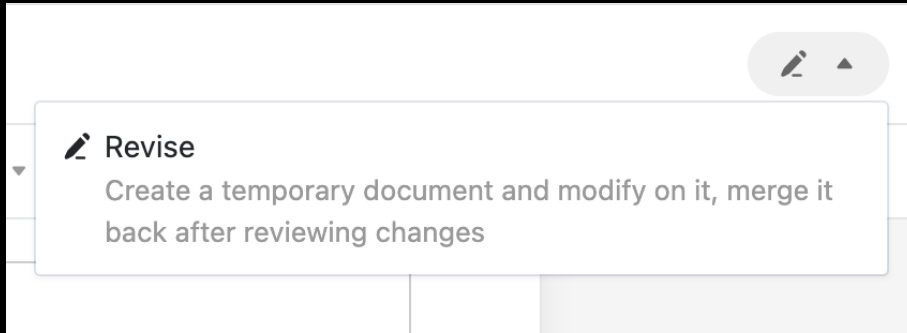 Revise
Create a temporary document and modify on it, merge it
back after reviewing changes